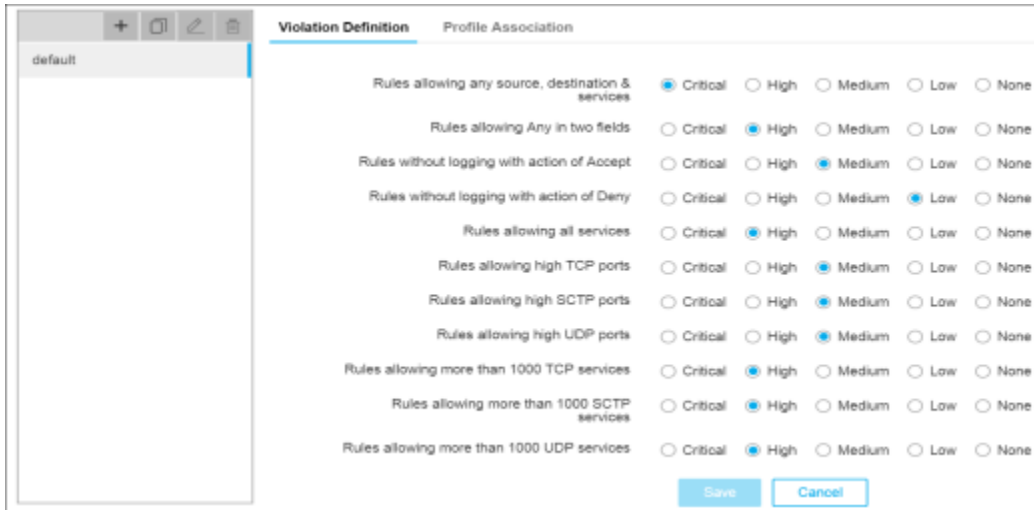 Violation Definition Profile Association
default
Rules allowing any source, destination & services Critical High Medium Low None
Rules allowing Any in two fields Critical High Medium Low None
Rules without logging with action of Accept Critical High Medium Low None
Rules without logging with action of Deny Critical High Medium Low None
Rules allowing all services Critical High Medium Low None
Rules allowing high TCP ports Critical High Medium Low None
Rules allowing high SCTP ports Critical High Medium Low None
Rules allowing high UDP ports Critical High Medium Low None
Rules allowing more than 1000 TCP services Critical High Medium Low None
Rules allowing more than 1000 SCTP services Critical High Medium Low None
Rules allowing more than 1000 UDP services Critical High Medium Low None
Save Cancel